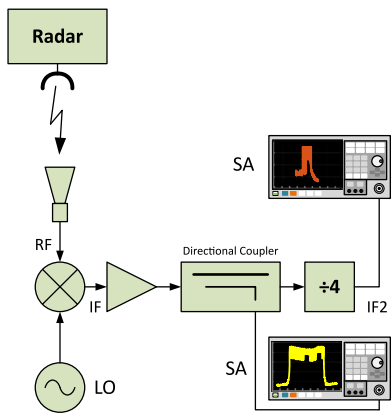 Radar
SA
RF
Directional Coupler
IF
÷4
IF2
SA
LO